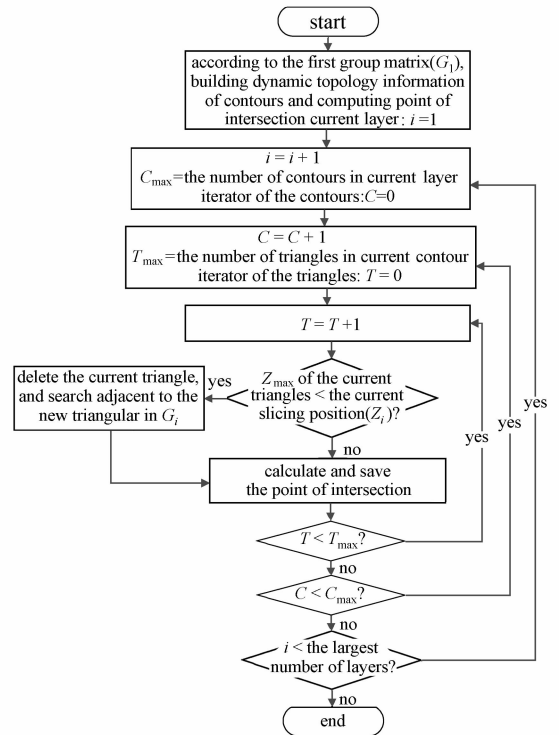 start
according to the first group matrix(G₁),
building dynamic topology information
of contours and computing point of
intersection current layer: i=1
i = i + 1
Cmax=the number of contours in current layer
iterator of the contours:C=0
C = C + 1
Tmax=the number of triangles in current contour
iterator of the triangles: T = 0
T = T +1
Zmax of the current
triangles < the current
slicing position(Zi)?
yes
delete the current triangle,
and search adjacent to the
new triangular in Gi
no
calculate and save
the point of intersection
T < Tmax?
yes
no
C < Cmax?
yes
no
i < the largest
number of layers?
yes
no
end